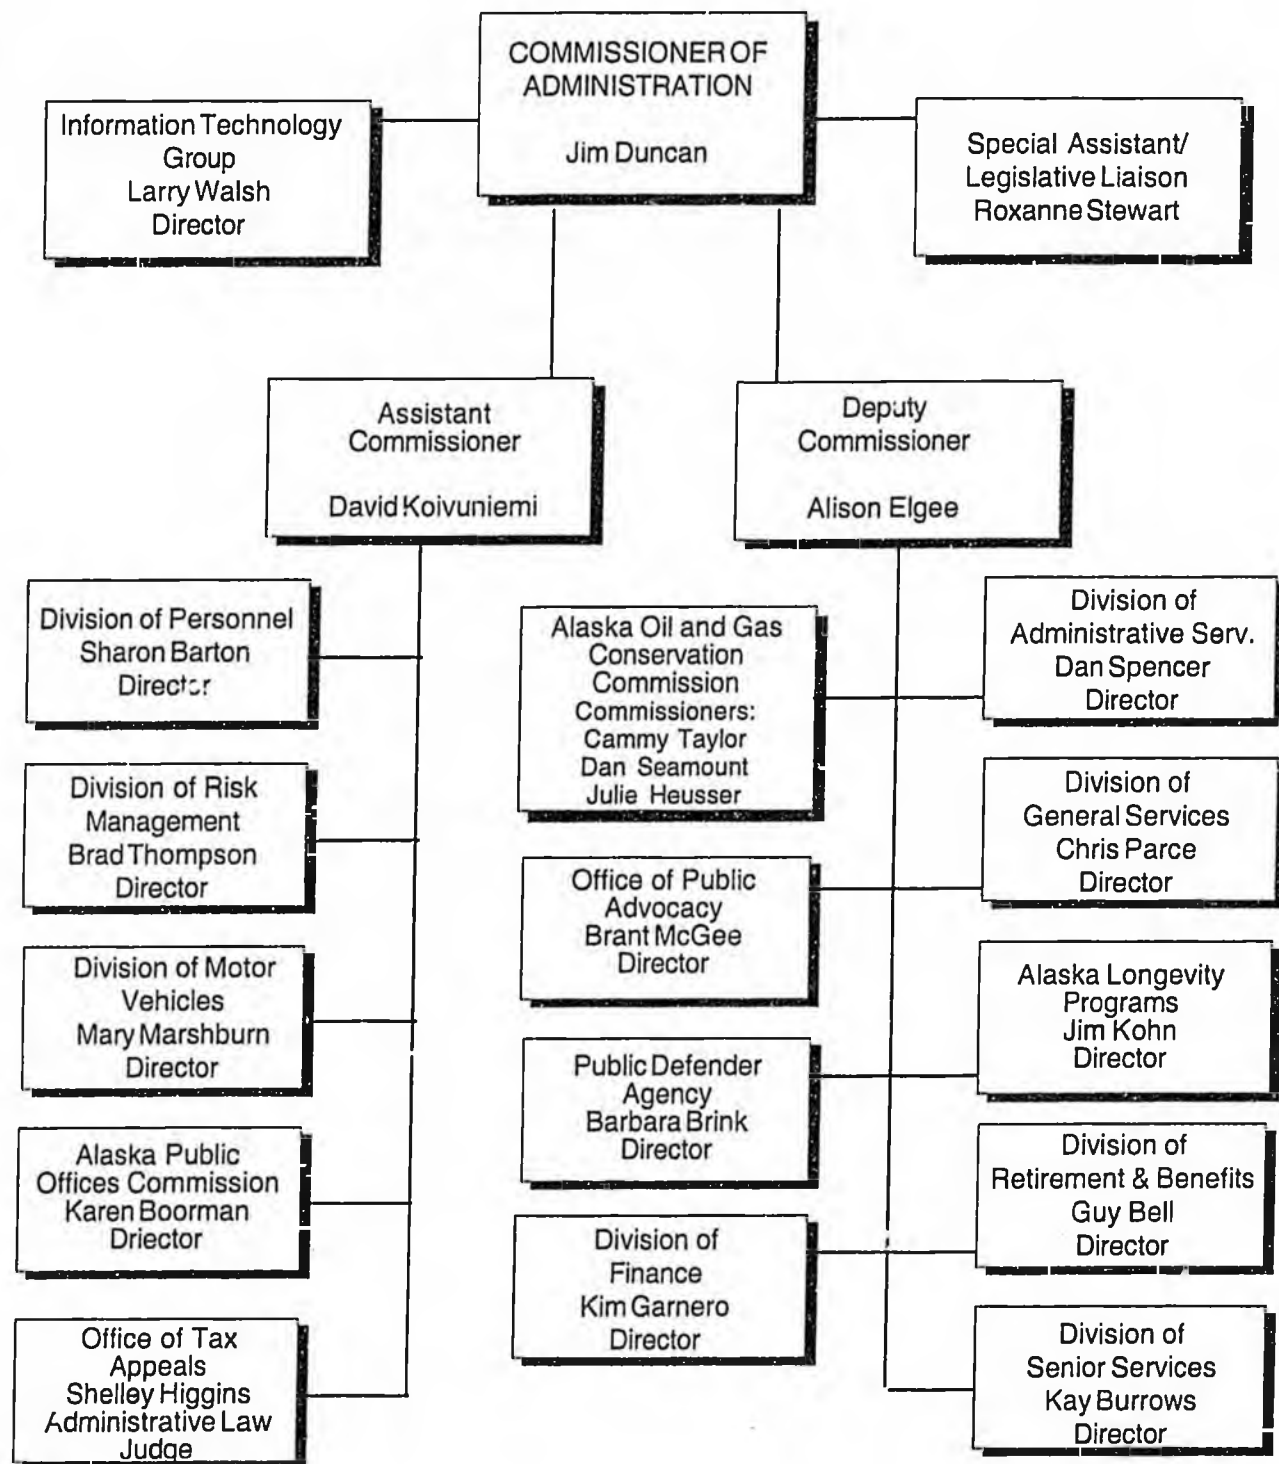 COMMISSIONER OF
ADMINISTRATION
Jim Duncan
Information Technology
Group
Larry Walsh
Director
Special Assistant/
Legislative Liaison
Roxanne Stewart
Assistant
Commissioner
David Koivuniemi
Deputy
Commissioner
Alison Elgee
Division of Personnel
Sharon Barton
Director
Division of Risk
Management
Brad Thompson
Director
Division of Motor
Vehicles
Mary Marshburn
Director
Alaska Public
Offices Commission
Karen Boorman
Driector
Office of Tax
Appeals
Shelley Higgins
Administrative Law
Judge
Alaska Oil and Gas
Conservation
Commission
Commissioners:
Cammy Taylor
Dan Seamount
Julie Heusser
Office of Public
Advocacy
Brant McGee
Director
Public Defender
Agency
Barbara Brink
Director
Division of
Finance
Kim Garnero
Director
Division of
Administrative Serv.
Dan Spencer
Director
Division of
General Services
Chris Parce
Director
Alaska Longevity
Programs
Jim Kohn
Director
Division of
Retirement & Benefits
Guy Bell
Director
Division of
Senior Services
Kay Burrows
Director